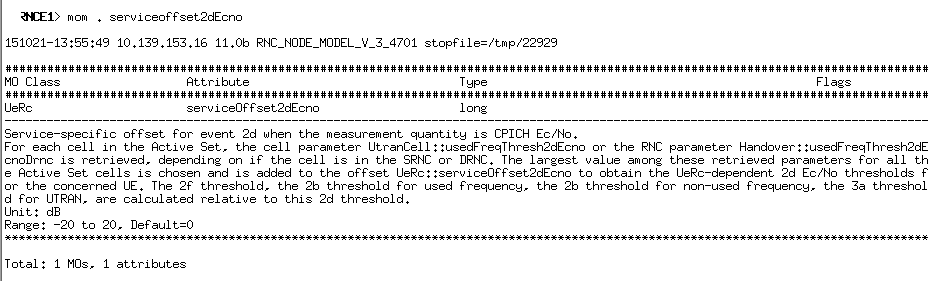 RNCE1> mom . serviceoffset2dEcno
151021-13:55:49 10.139.153.16 11.0b RNC_NODE_MODEL_V_3_4701 stopfile=/tmp/22929
#################################################################################################################################
MO Class Attribute Type Flags
#################################################################################################################################
UeRc serviceOffset2dEcno long
---------------------------------------------------------------------------------------------------------------------------------
Service-specific offset for event 2d when the measurement quantity is CPICH Ec/No.
For each cell in the Active Set, the cell parameter UtranCell::usedFreqThresh2dEcno or the RNC parameter Handover::usedFreqThresh2dE
cnoDrnc is retrieved, depending on if the cell is in the SRNC or DRNC. The largest value among these retrieved parameters for all th
e Active Set cells is chosen and is added to the offset UeRc::serviceOffset2dEcno to obtain the UeRc-dependent 2d Ec/No thresholds f
or the concerned UE. The 2f threshold, the 2b threshold for used frequency, the 2b threshold for non-used frequency, the 3a threshol
d for UTRAN, are calculated relative to this 2d threshold.
Unit: dB
Range: -20 to 20, Default=0
*********************************************************************************************************************************
Total: 1 MOs, 1 attributes